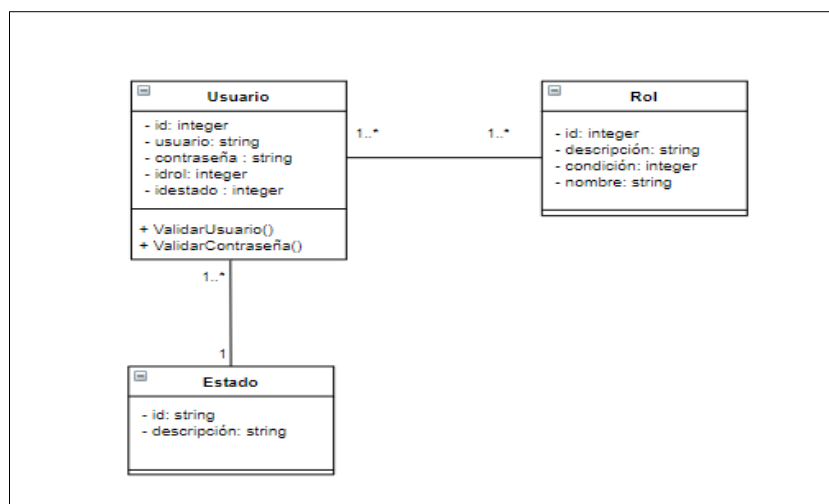 Usuario
- id: integer
- usuario: string
- contraseña : string
- idrol: integer
- idestado : integer
+ ValidarUsuario()
+ ValidarContraseña()
1..*
1..*
Rol
- id: integer
- descripción: string
- condición: integer
- nombre: string
1..*
1
Estado
- id: string
- descripción: string